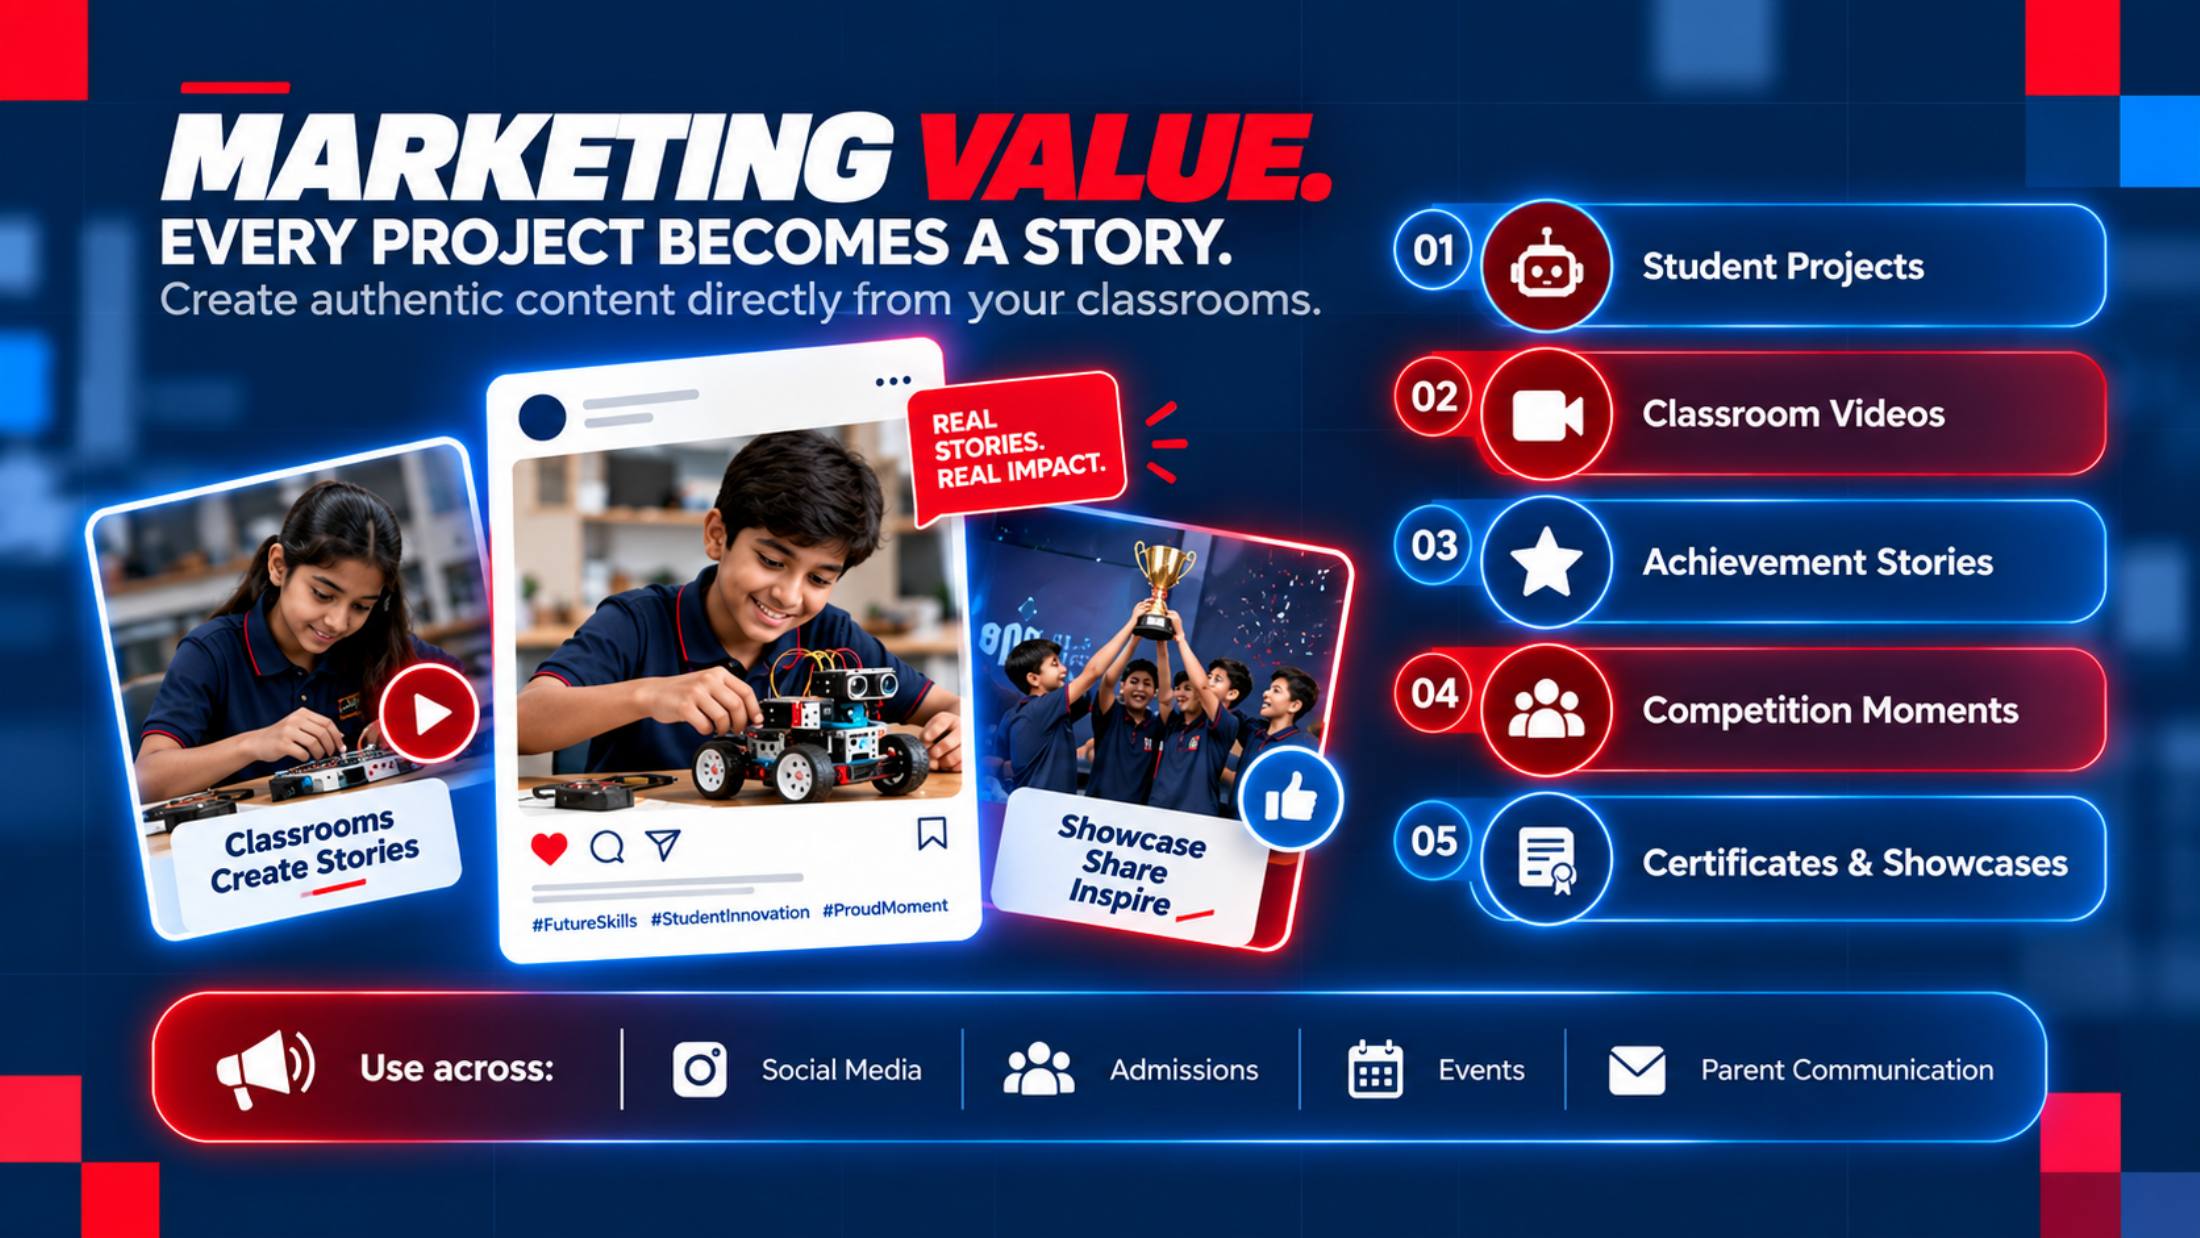 MARKETING VALUE.
EVERY PROJECT BECOMES A STORY.
Create authentic content directly from your classrooms.
Classrooms
Create Stories
REAL
STORIES.
REAL IMPACT.
#FutureSkills #StudentInnovation #ProudMoment
Showcase
Share
Inspire
01
Student Projects
02
Classroom Videos
03
Achievement Stories
04
Competition Moments
05
Certificates & Showcases
Use across:
Social Media
Admissions
Events
Parent Communication